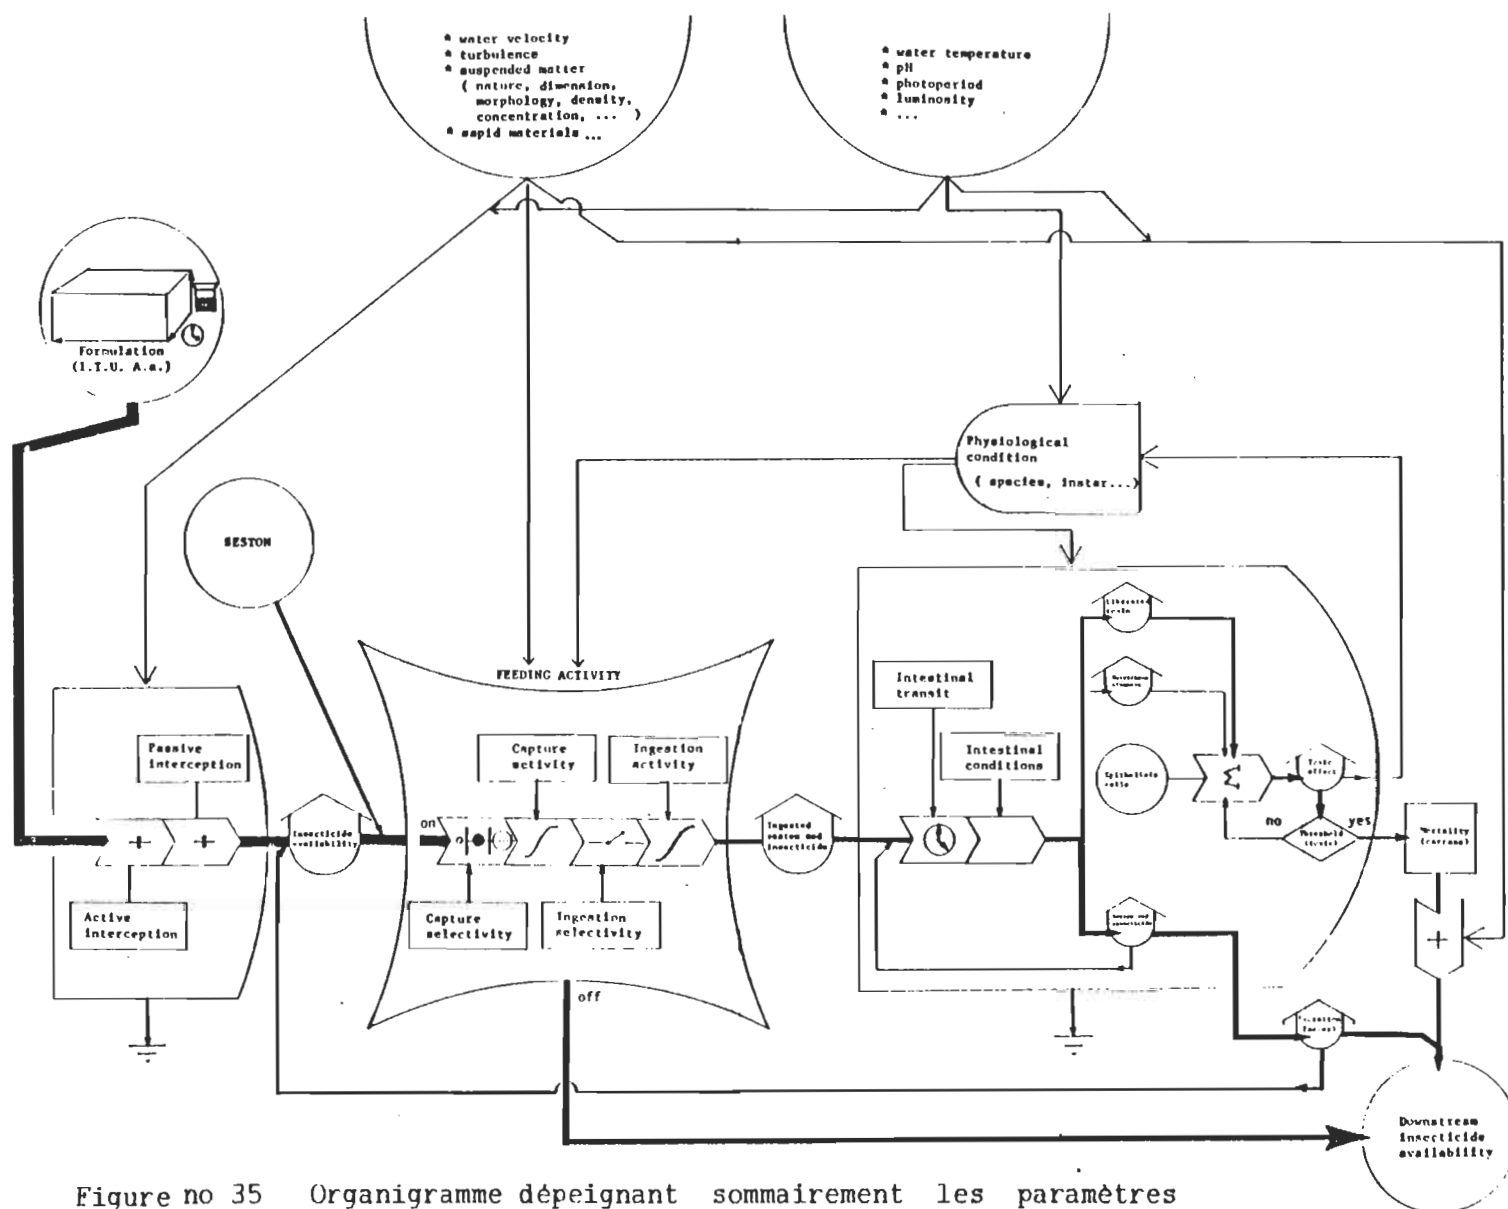 * water velocity
* turbulence
* suspended matter
( nature, dimension,
morphology, density,
concentration, ... )
* sapid materials ...
* water temperature
* pH
* photoperiod
* luminosity
* ...
Formulation
(I.T.U. A.a.)
Physiological
condition
( species, instar...)
SESTON
FEEDING ACTIVITY
Intestinal
transit
Passive
interception
Capture
activity
Ingestion
activity
Intestinal
conditions
Epithelial
cells
Toxic
effect
on
Insecticide
availability
Ingested
seston and
insecticide
no
yes
Threshold
Mortality
Active
interception
Capture
selectivity
Ingestion
selectivity
off
Downstream
insecticide
availability
Figure no 35 Organigramme dépeignant sommairement les paramètres